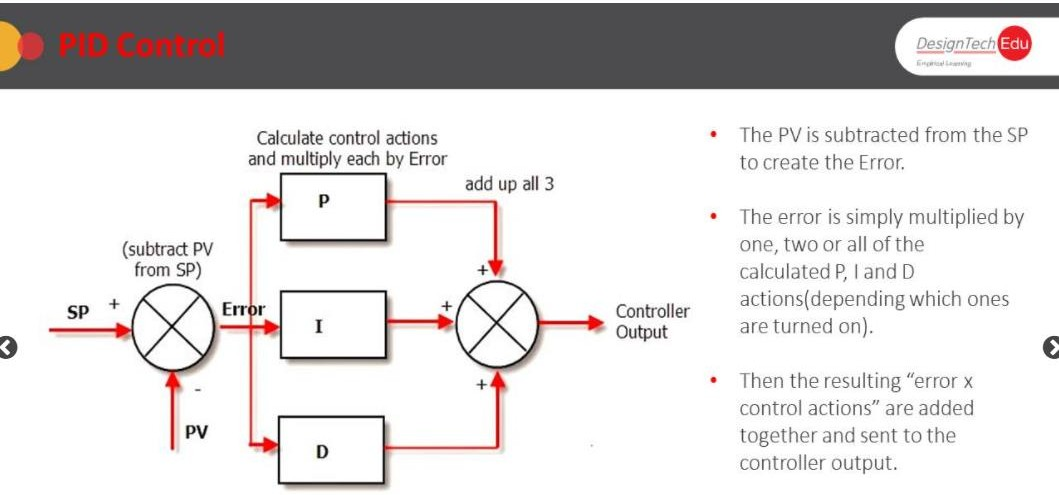 PID Control
DesignTech Edu
Empirical Learning
Calculate control actions
and multiply each by Error
add up all 3
P
(subtract PV
from SP)
SP
+
Error
I
+
+
Controller
Output
-
PV
+
D
• The PV is subtracted from the SP
to create the Error.
• The error is simply multiplied by
one, two or all of the
calculated P, I and D
actions(depending which ones
are turned on).
• Then the resulting “error x
control actions” are added
together and sent to the
controller output.